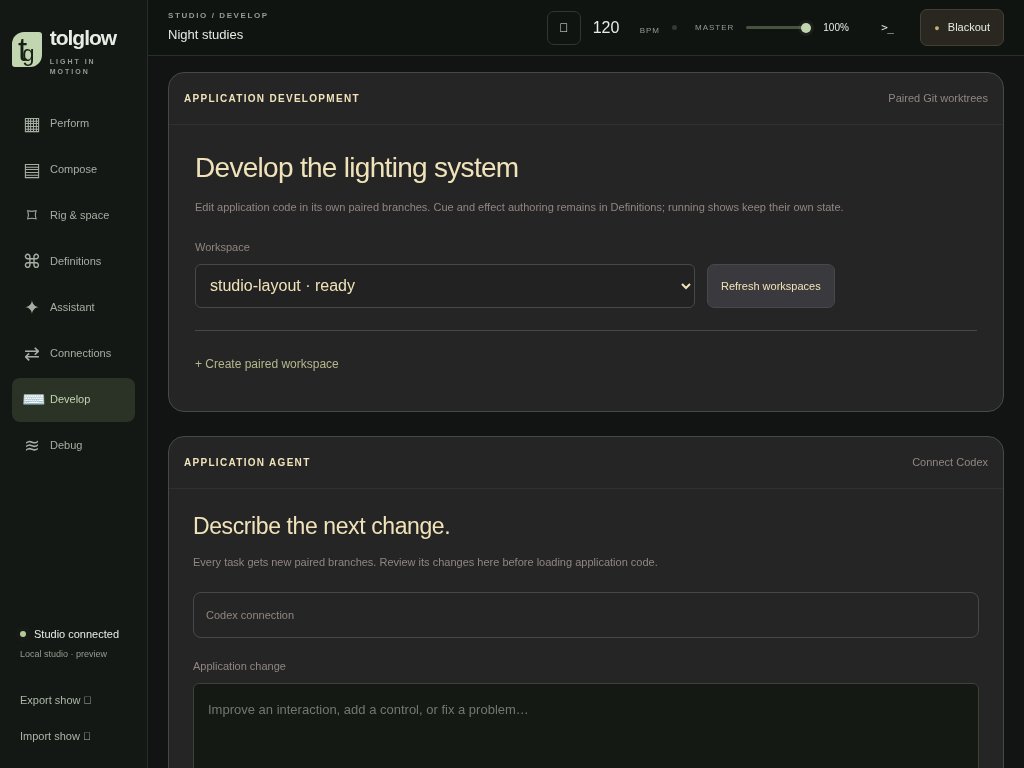 tg
tolglow
LIGHT IN
MOTION
Perform
Compose
Rig & space
Definitions
Assistant
Connections
Develop
Debug
Studio connected
Local studio · preview
Export show
Import show
STUDIO / DEVELOP
Night studies
120 BPM
MASTER
100%
>_
Blackout
APPLICATION DEVELOPMENT
Paired Git worktrees
Develop the lighting system
Edit application code in its own paired branches. Cue and effect authoring remains in Definitions; running shows keep their own state.
Workspace
studio-layout · ready
Refresh workspaces
+ Create paired workspace
APPLICATION AGENT
Connect Codex
Describe the next change.
Every task gets new paired branches. Review its changes here before loading application code.
Codex connection
Application change
Improve an interaction, add a control, or fix a problem…